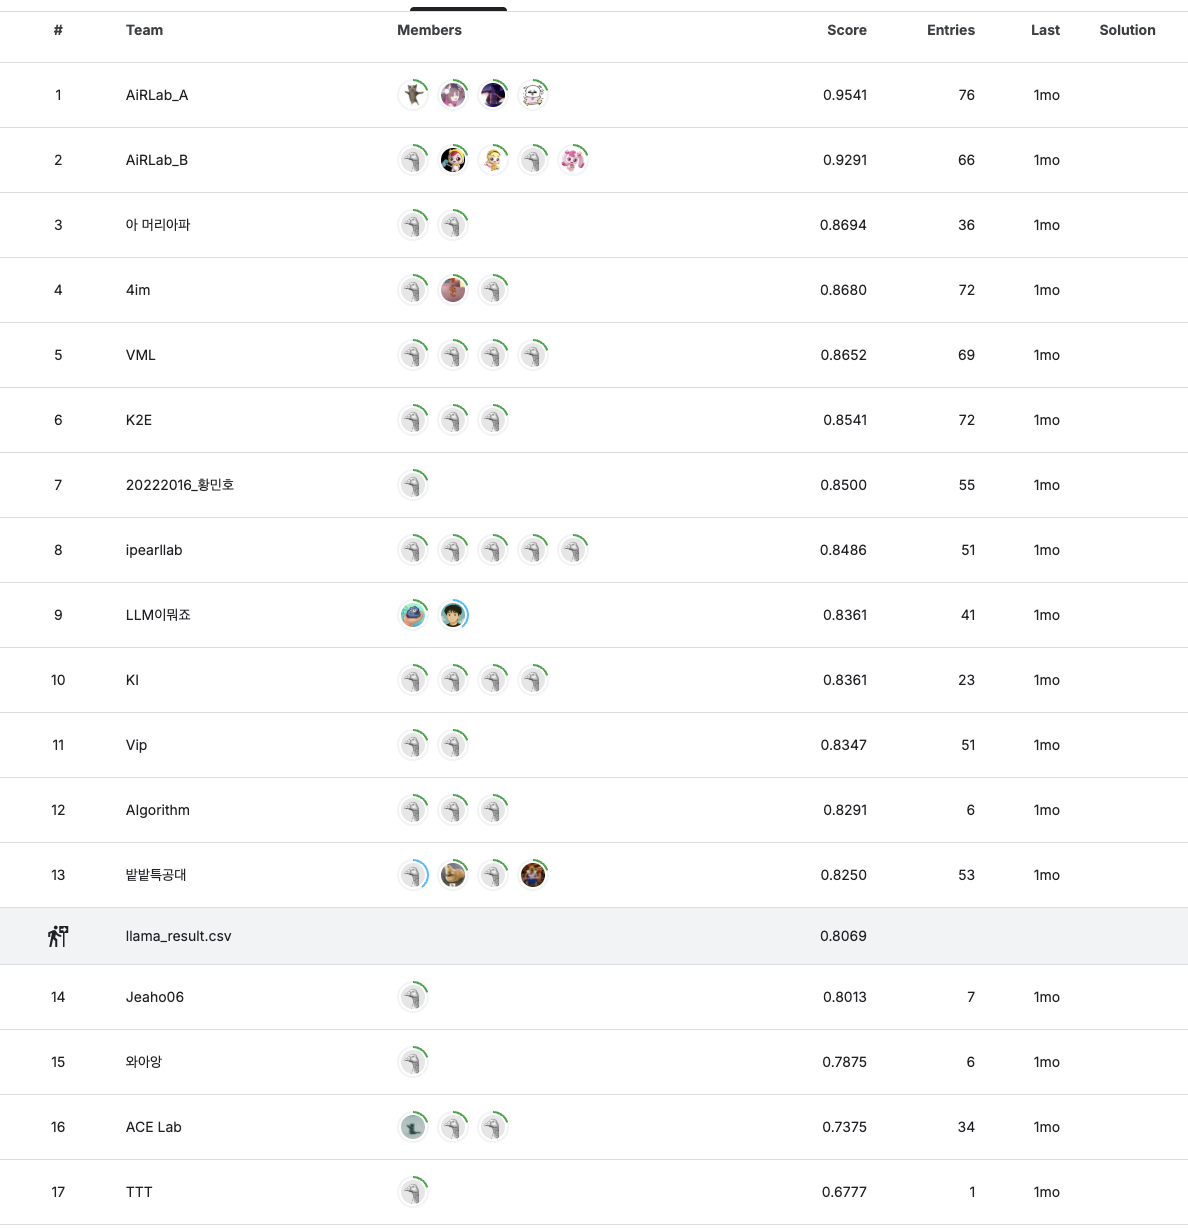 # Team Members Score Entries Last Solution
1 AiRLab_A 0.9541 76 1mo
2 AiRLab_B 0.9291 66 1mo
3 아 머리아파 0.8694 36 1mo
4 4im 0.8680 72 1mo
5 VML 0.8652 69 1mo
6 K2E 0.8541 72 1mo
7 20222016_황민호 0.8500 55 1mo
8 ipearllab 0.8486 51 1mo
9 LLM이뭐죠 0.8361 41 1mo
10 KI 0.8361 23 1mo
11 Vip 0.8347 51 1mo
12 Algorithm 0.8291 6 1mo
13 밭밭특공대 0.8250 53 1mo
llama_result.csv 0.8069
14 Jeaho06 0.8013 7 1mo
15 와아앙 0.7875 6 1mo
16 ACE Lab 0.7375 34 1mo
17 TTT 0.6777 1 1mo